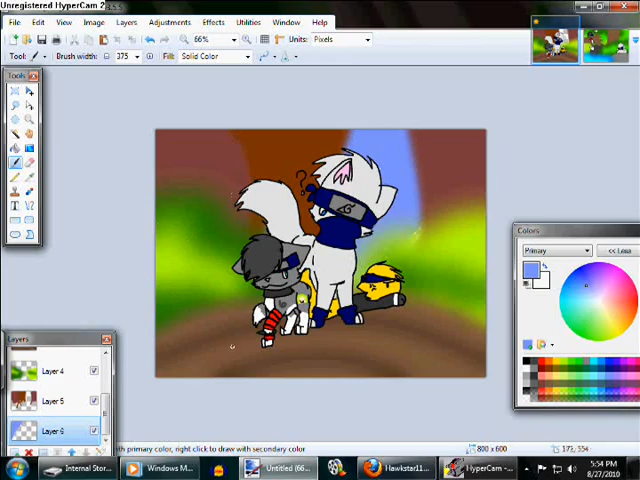 Unregistered HyperCam 2
File Edit View Image Layers Adjustments Effects Utilities Window Help
66% Units: Pixels
Tool: Brush width: 375 Fill: Solid Color
Tools
?
Colors
Primary << Less
Layers
Layer 4
Layer 5
Layer 6
with primary color, right click to draw with secondary color 800 x 600
5:54 PM
Internal Stor... Windows M... Untitled (66... Hawkstar11... HyperCam -...
8/27/2010